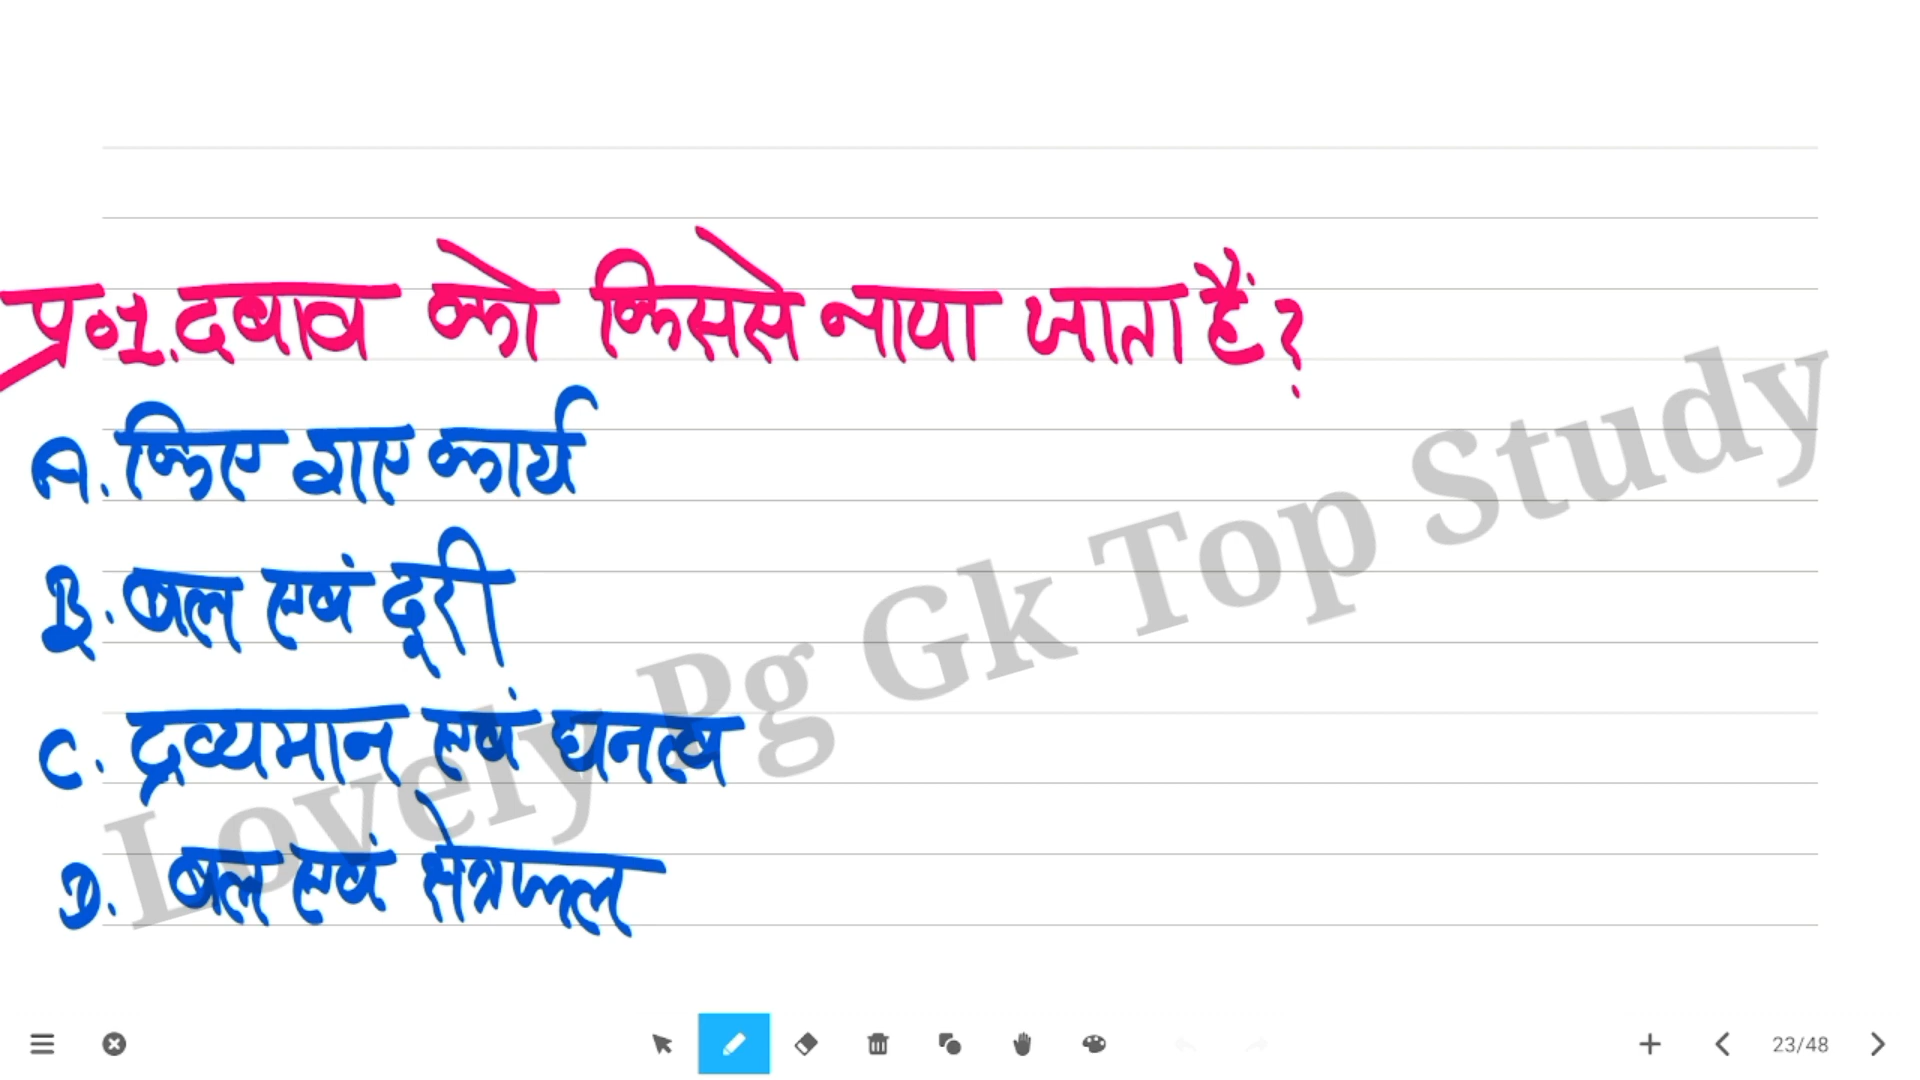 प्र०1.दबाव को किससे नापा जाता है?
A. किए गए कार्य
B. बल एवं दूरी
C. द्रव्यमान एवं घनत्व
D. बल एवं क्षेत्रफल
Lovely Pg Gk Top Study
23/48